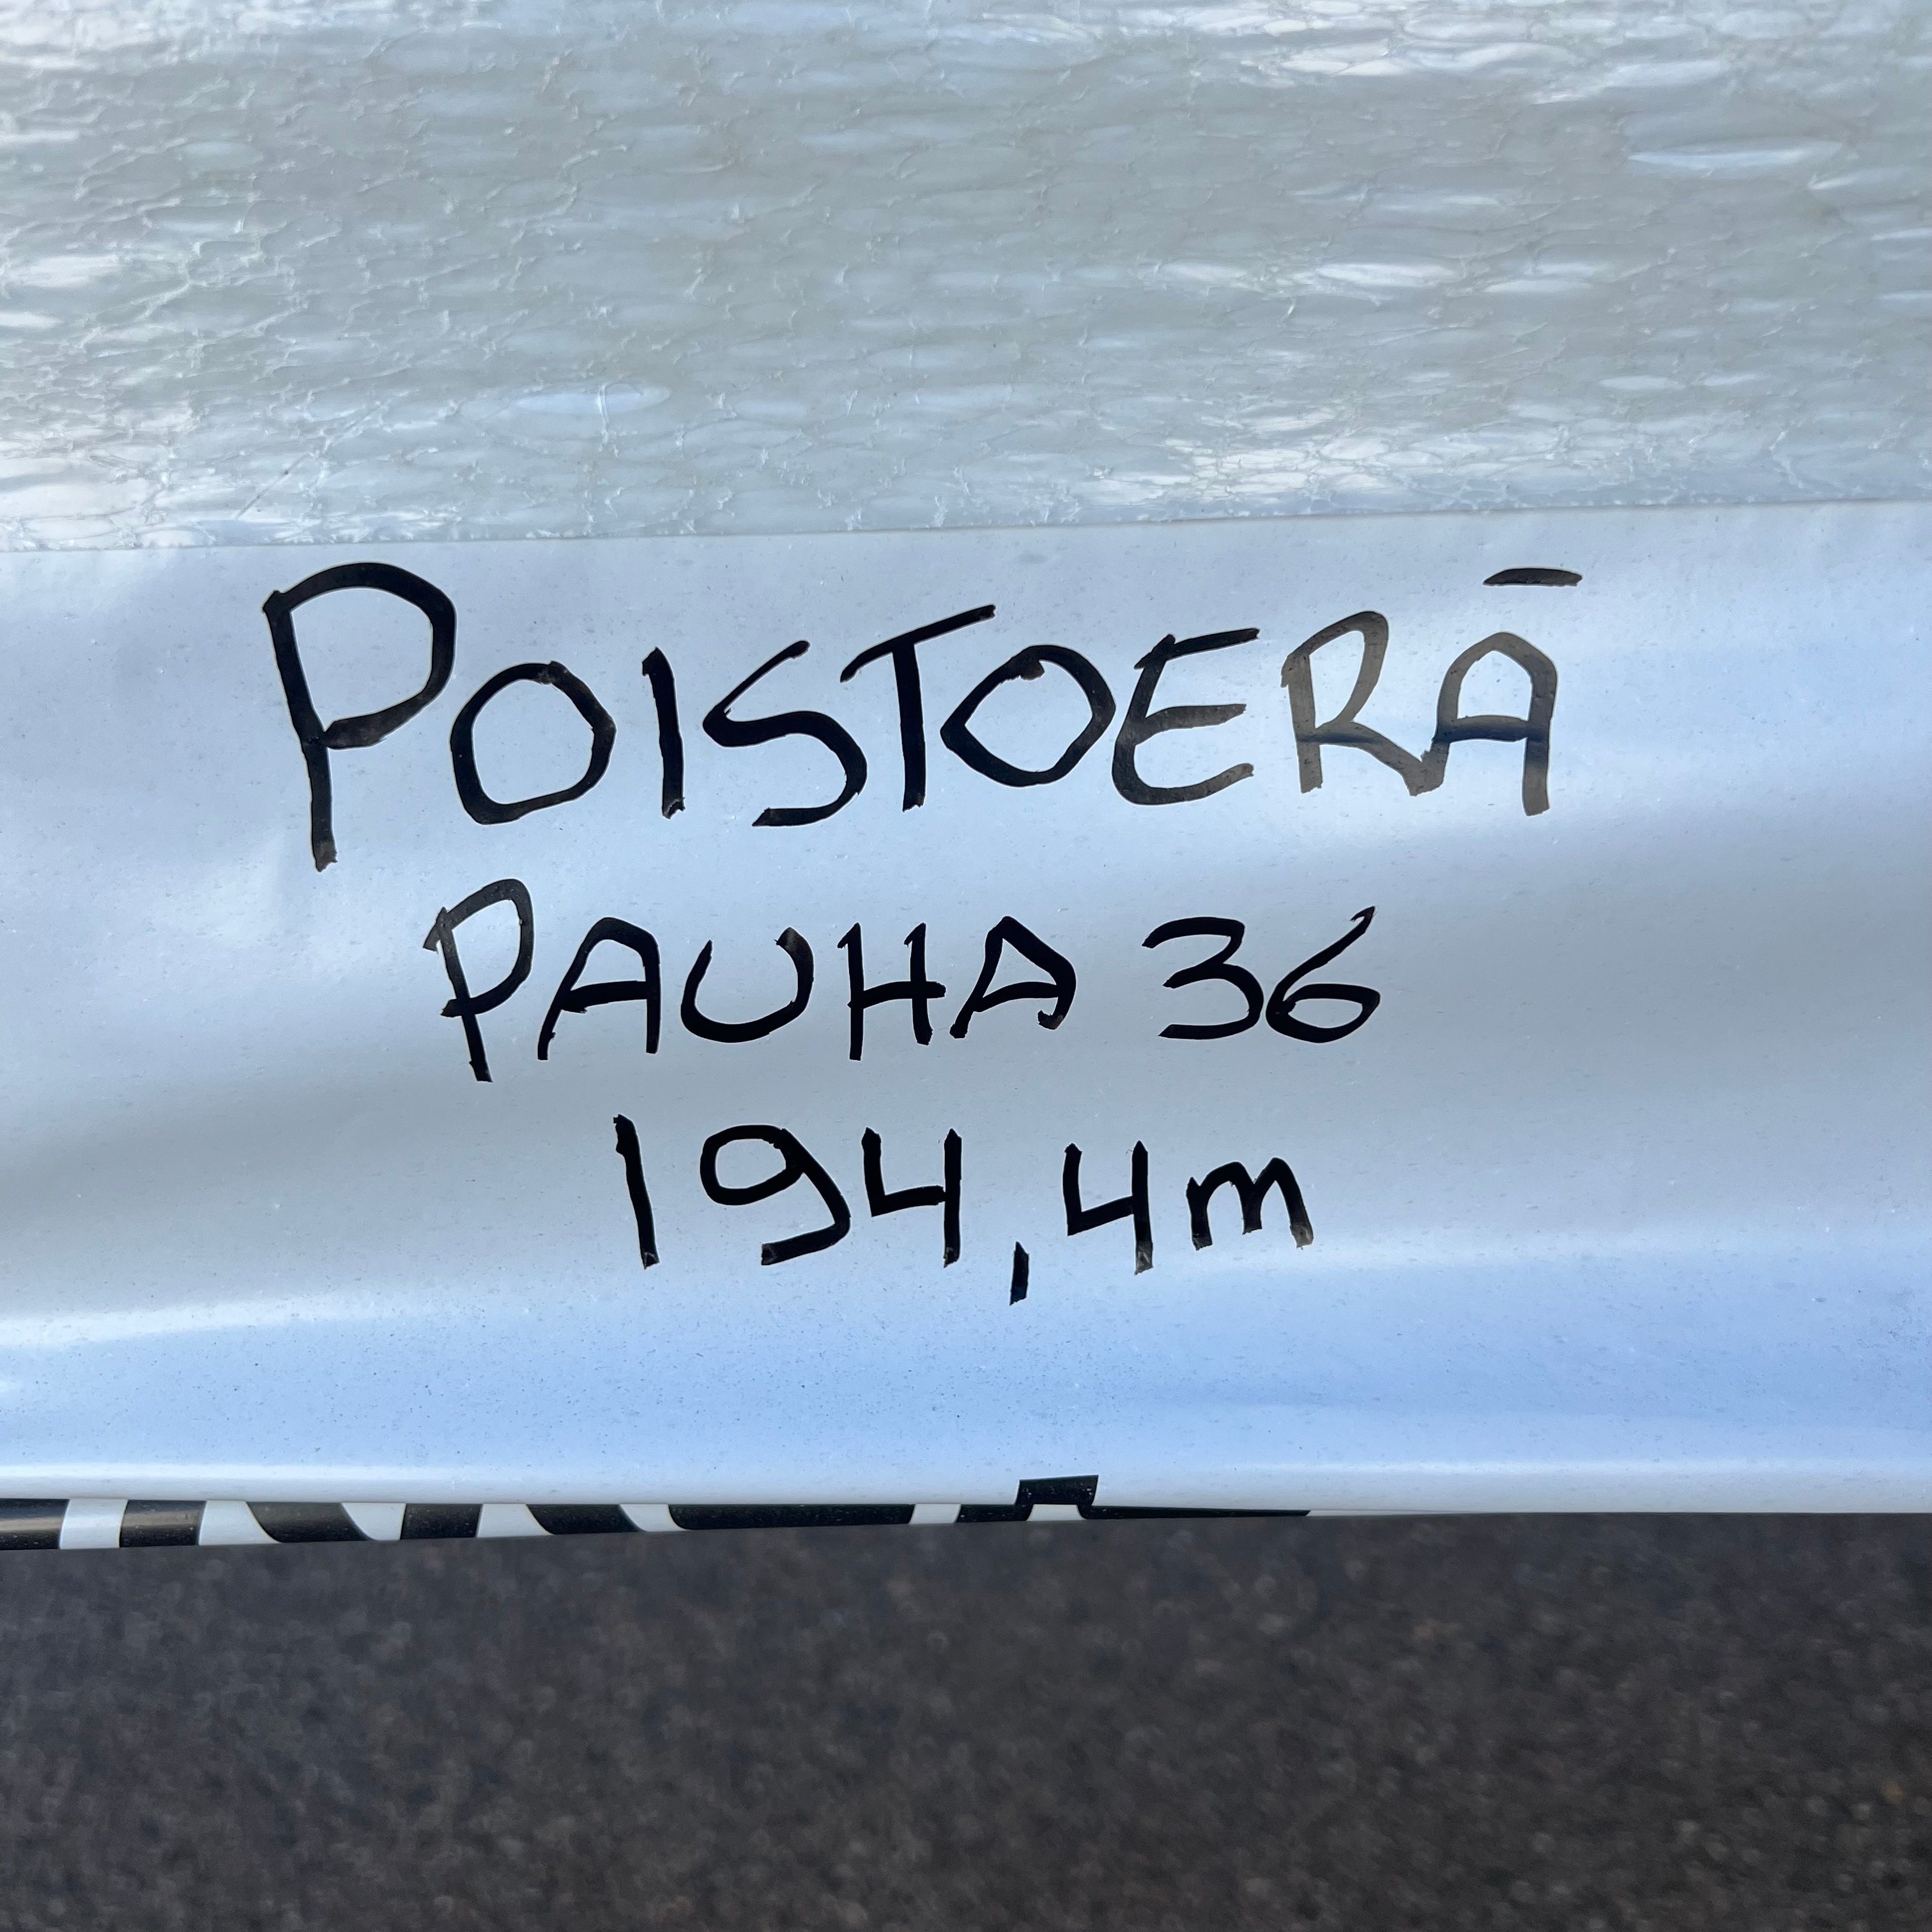 POISTOERÄ
PAUHA 36
194,4m